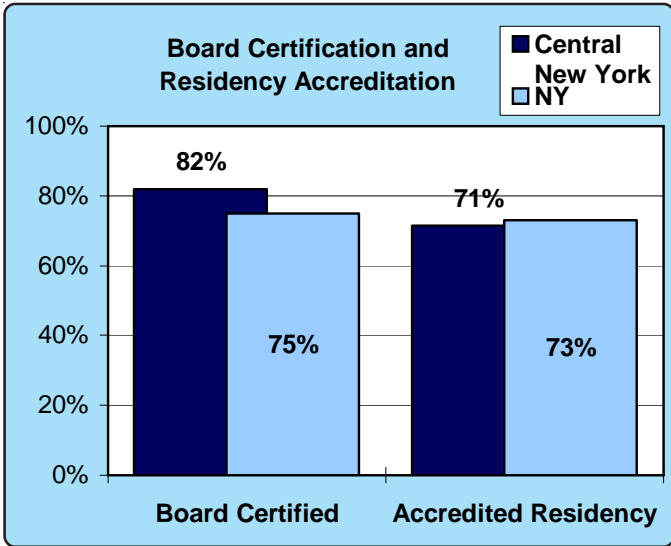 Board Certification and
Residency Accreditation
Central
New York
NY
100%
80%
60%
40%
20%
0%
82%
75%
71%
73%
Board Certified
Accredited Residency